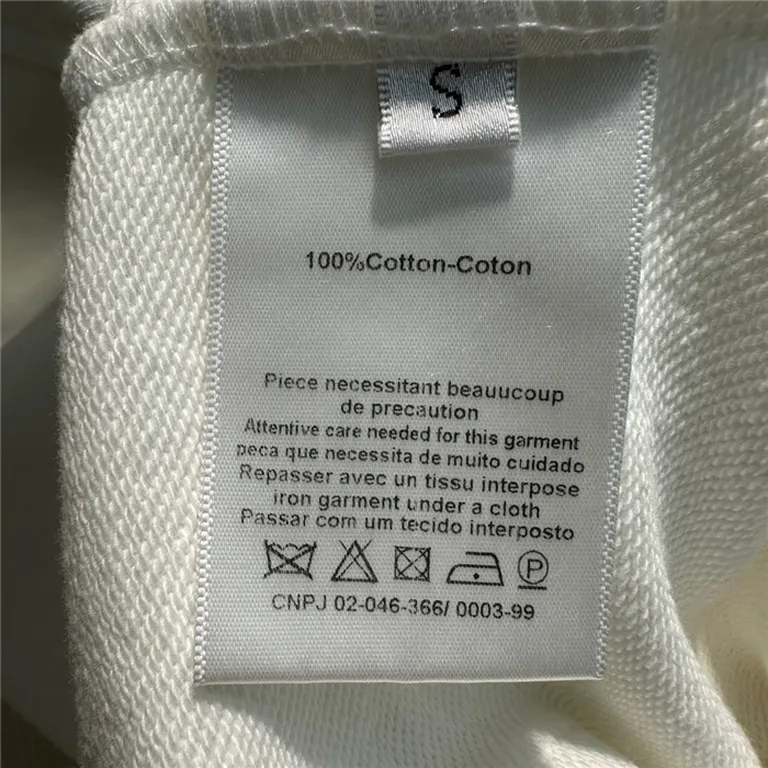 S
100%Cotton-Coton
Piece necessitant beauucoup
de precaution
Attentive care needed for this garment
peca que necessita de muito cuidado
Repasser avec un tissu interpose
iron garment under a cloth
Passar com um tecido interposto
P
CNPJ 02-046-366/ 0003-99